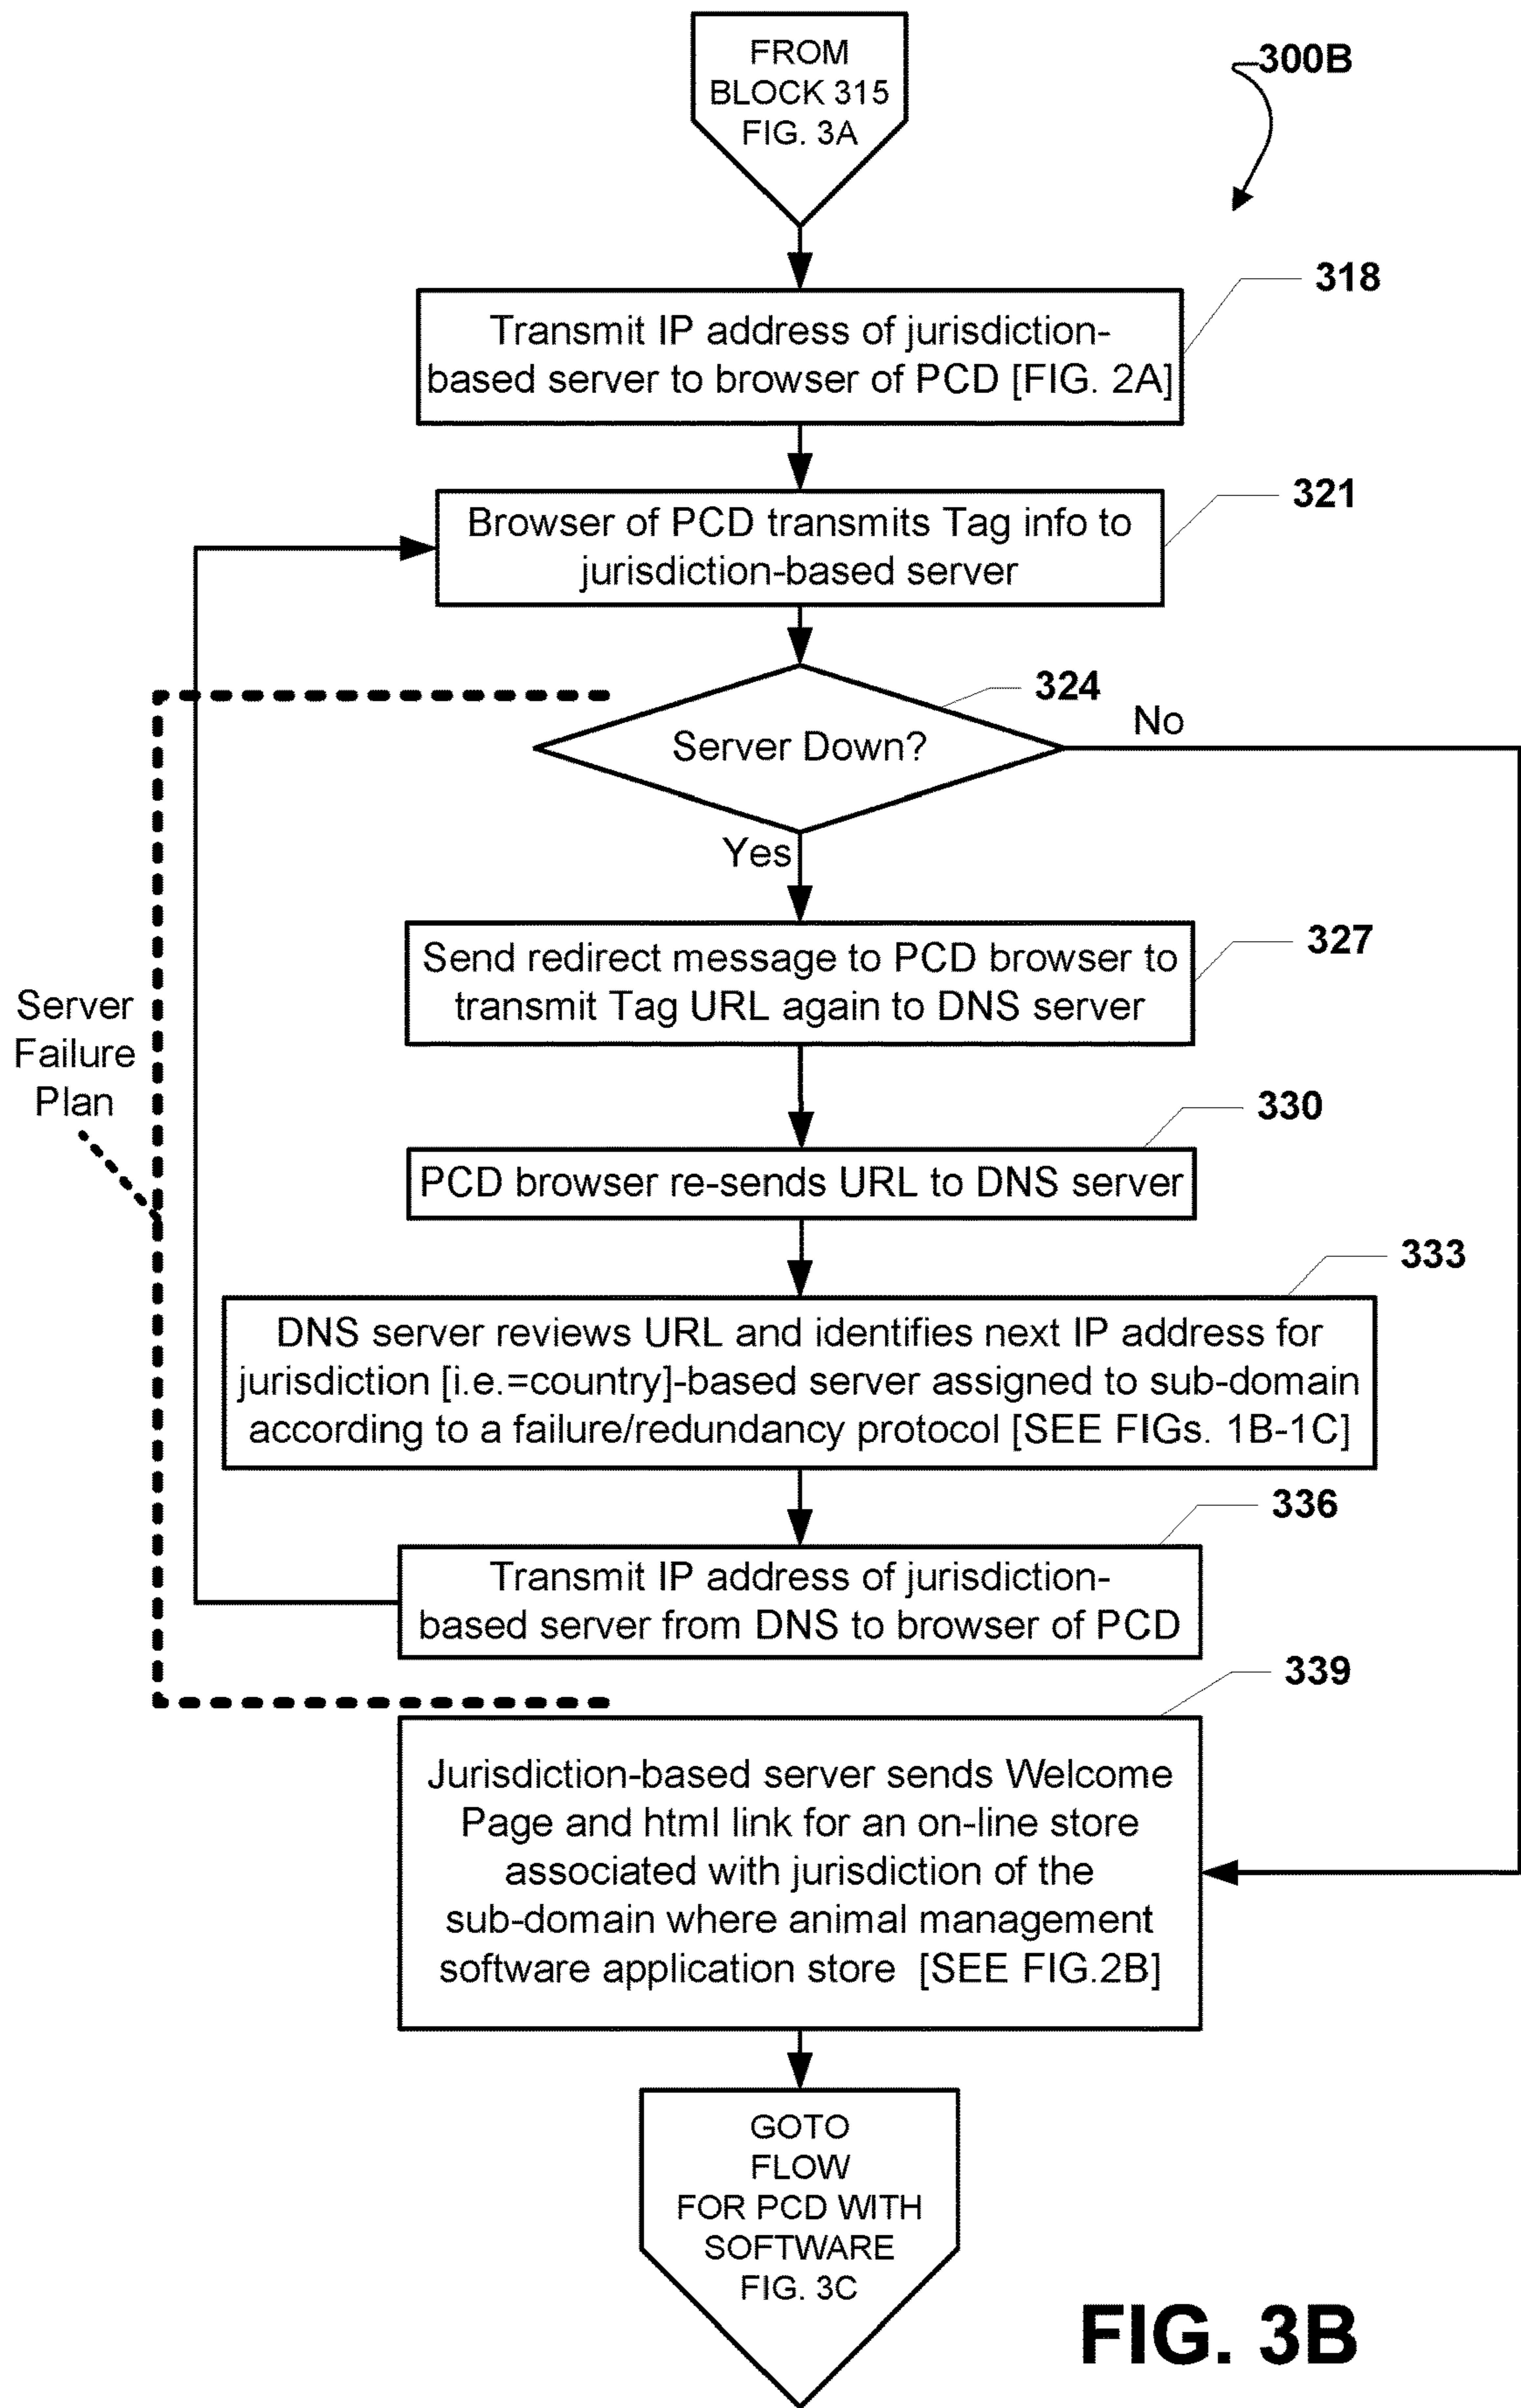 FROM
BLOCK 315
FIG. 3A
300B
318
Transmit IP address of jurisdiction-
based server to browser of PCD [FIG. 2A]
321
Browser of PCD transmits Tag info to
jurisdiction-based server
324
Server Down?
No
Yes
327
Send redirect message to PCD browser to
transmit Tag URL again to DNS server
Server
Failure
Plan
330
PCD browser re-sends URL to DNS server
333
DNS server reviews URL and identifies next IP address for
jurisdiction [i.e.=country]-based server assigned to sub-domain
according to a failure/redundancy protocol [SEE FIGs. 1B-1C]
336
Transmit IP address of jurisdiction-
based server from DNS to browser of PCD
339
Jurisdiction-based server sends Welcome
Page and html link for an on-line store
associated with jurisdiction of the
sub-domain where animal management
software application store [SEE FIG.2B]
GOTO
FLOW
FOR PCD WITH
SOFTWARE
FIG. 3C
FIG. 3B